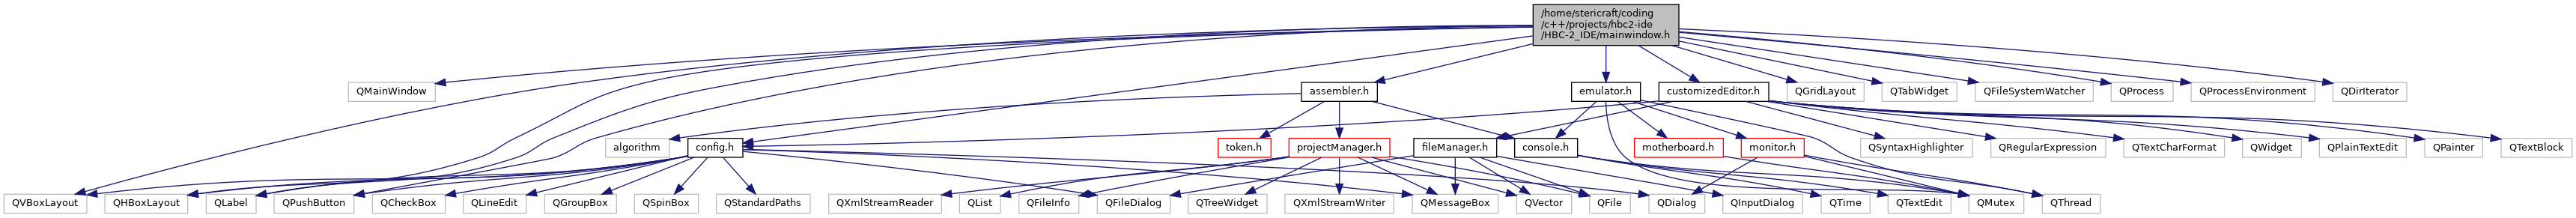 /home/stericraft/coding
/c++/projects/hbc2-ide
/HBC-2_IDE/mainwindow.h
QMainWindow
assembler.h
emulator.h
customizedEditor.h
QGridLayout
QTabWidget
QFileSystemWatcher
QProcess
QProcessEnvironment
QDirIterator
algorithm
config.h
token.h
projectManager.h
fileManager.h
console.h
motherboard.h
monitor.h
QSyntaxHighlighter
QRegularExpression
QTextCharFormat
QWidget
QPlainTextEdit
QPainter
QTextBlock
QVBoxLayout
QHBoxLayout
QLabel
QPushButton
QCheckBox
QLineEdit
QGroupBox
QSpinBox
QStandardPaths
QXmlStreamReader
QList
QFileInfo
QFileDialog
QTreeWidget
QXmlStreamWriter
QMessageBox
QVector
QFile
QDialog
QInputDialog
QTime
QTextEdit
QMutex
QThread